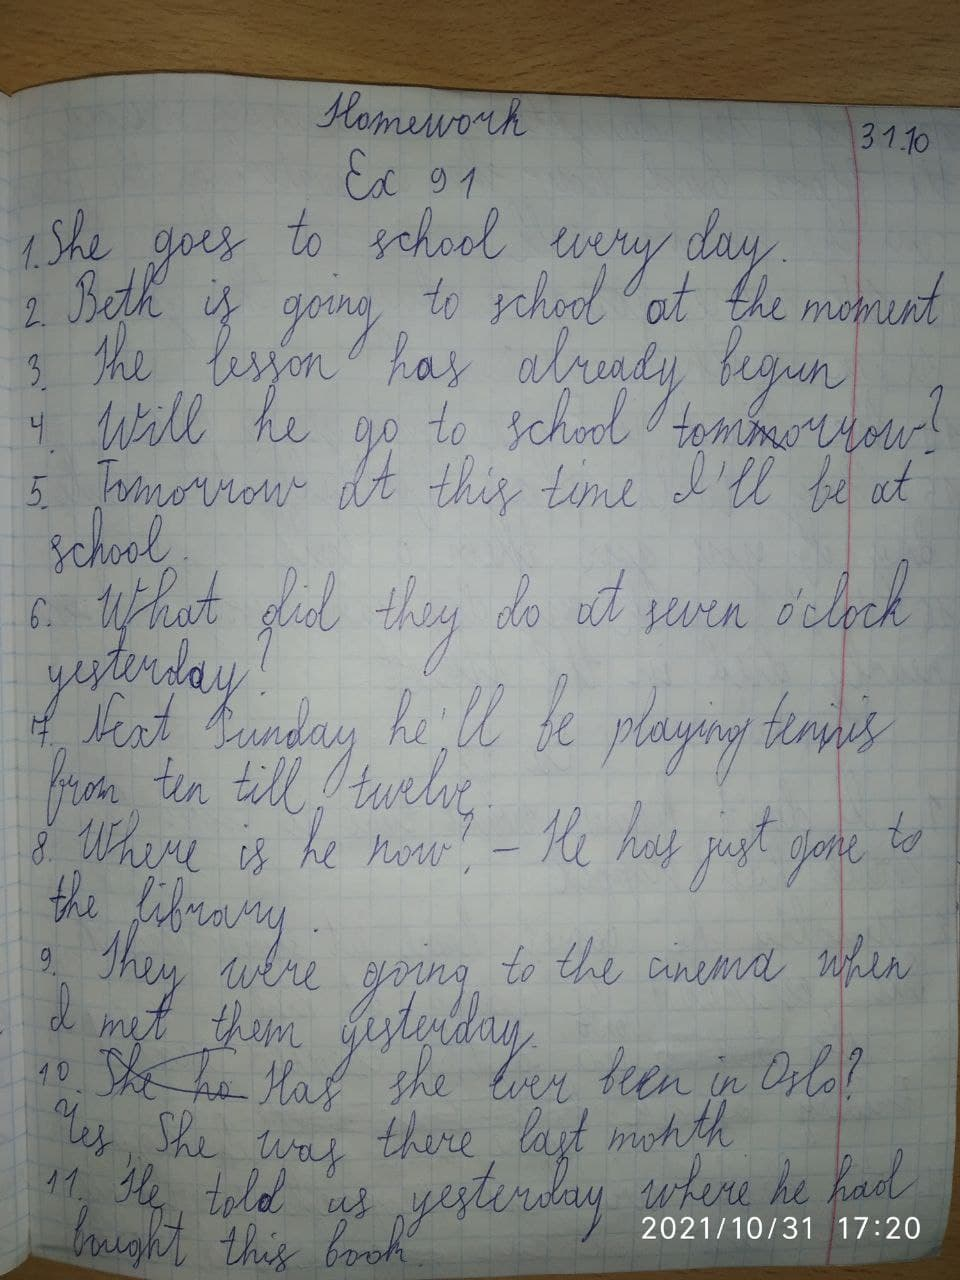 Homework
31.10
Ex 91
1. She goes to school every day.
2. Beth is going to school at the moment
3. The lesson has already begun
4. Will he go to school tommorrow?
5. Tomorrow at this time I'll be at
school.
6. What did they do at seven o'clock
yesterday?
7. Next Sunday he'll be playing tennis
from ten till twelve.
8. Where is he now? – He has just gone to
the library.
9. They were going to the cinema when
I met them yesterday.
10. She ha Has she ever been in Oslo?
Yes, She was there last month
11. He told us yesterday where he had
bought this book.
2021/10/31 17:20